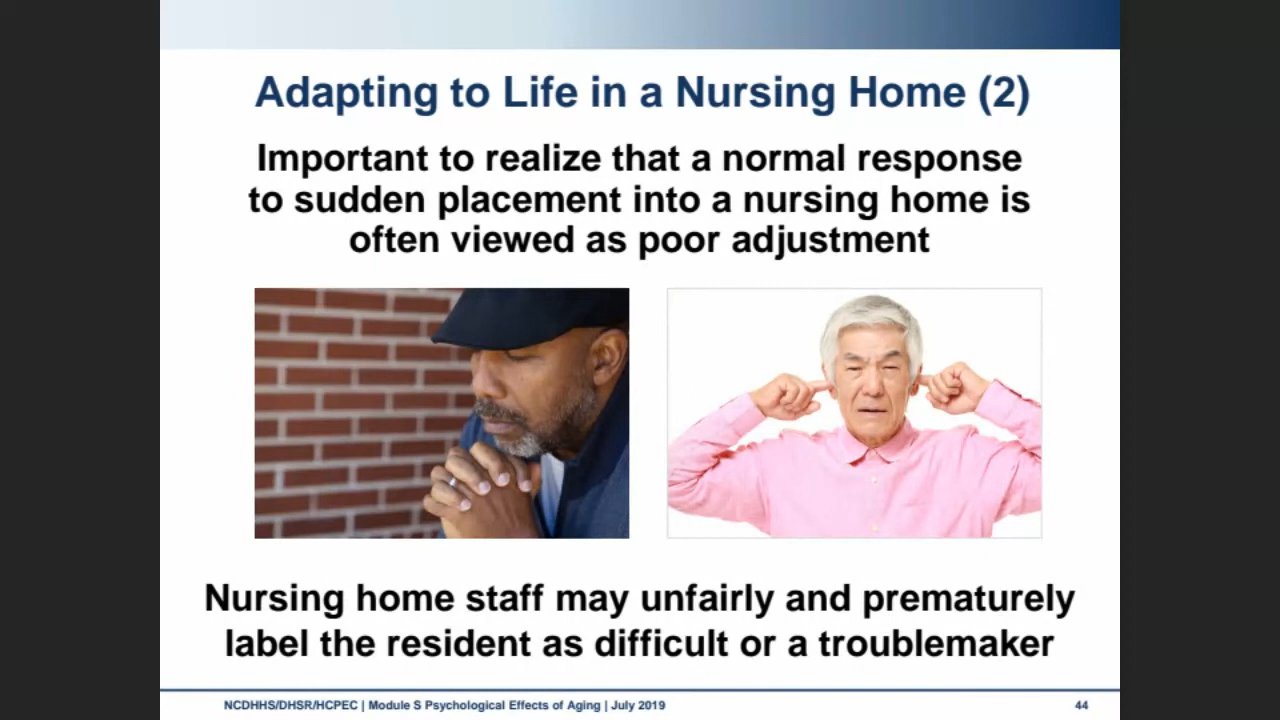 Adapting to Life in a Nursing Home (2)
Important to realize that a normal response
to sudden placement into a nursing home is
often viewed as poor adjustment
Nursing home staff may unfairly and prematurely
label the resident as difficult or a troublemaker
NCDHHS/DHSR/HCPEC | Module S Psychological Effects of Aging | July 2019
44